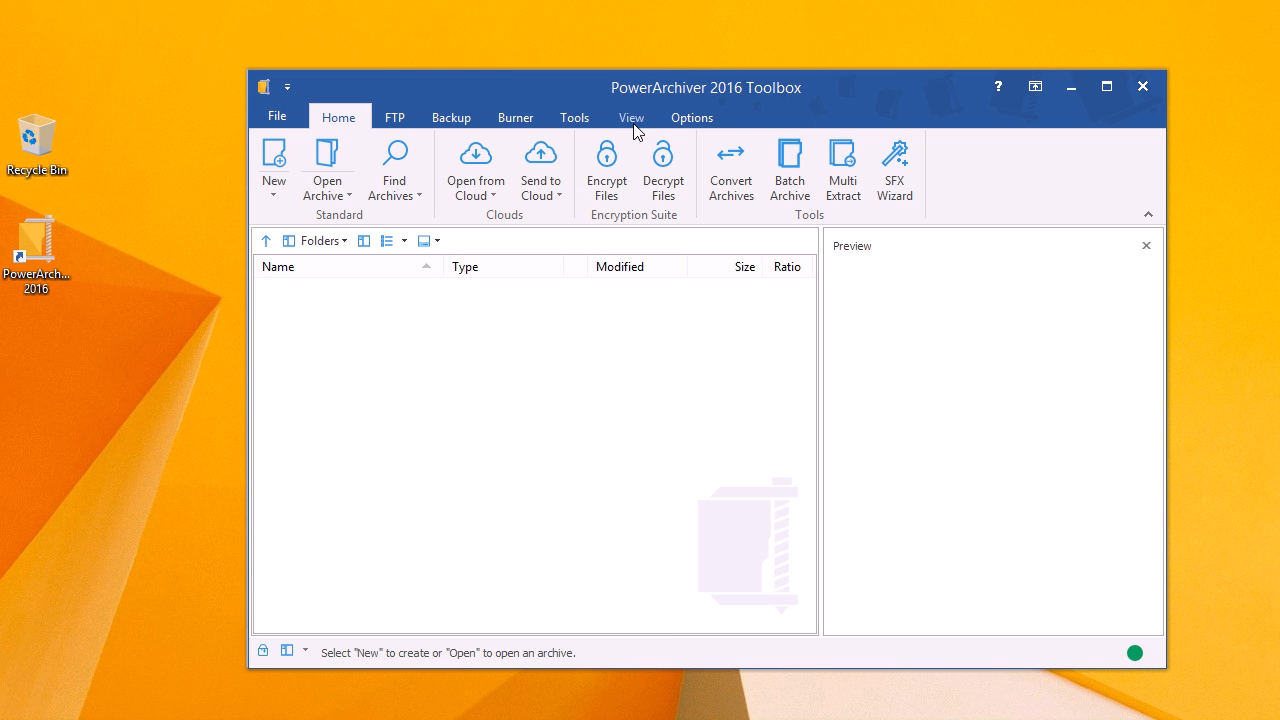 PowerArchiver 2016 Toolbox
?
File Home FTP Backup Burner Tools View Options
New Open Archive Find Archives Open from Cloud Send to Cloud Encrypt Files Decrypt Files Convert Archives Batch Archive Multi Extract SFX Wizard
Standard Clouds Encryption Suite Tools
Recycle Bin
Folders
Preview
Name Type Modified Size Ratio
PowerArch...
2016
Select "New" to create or "Open" to open an archive.